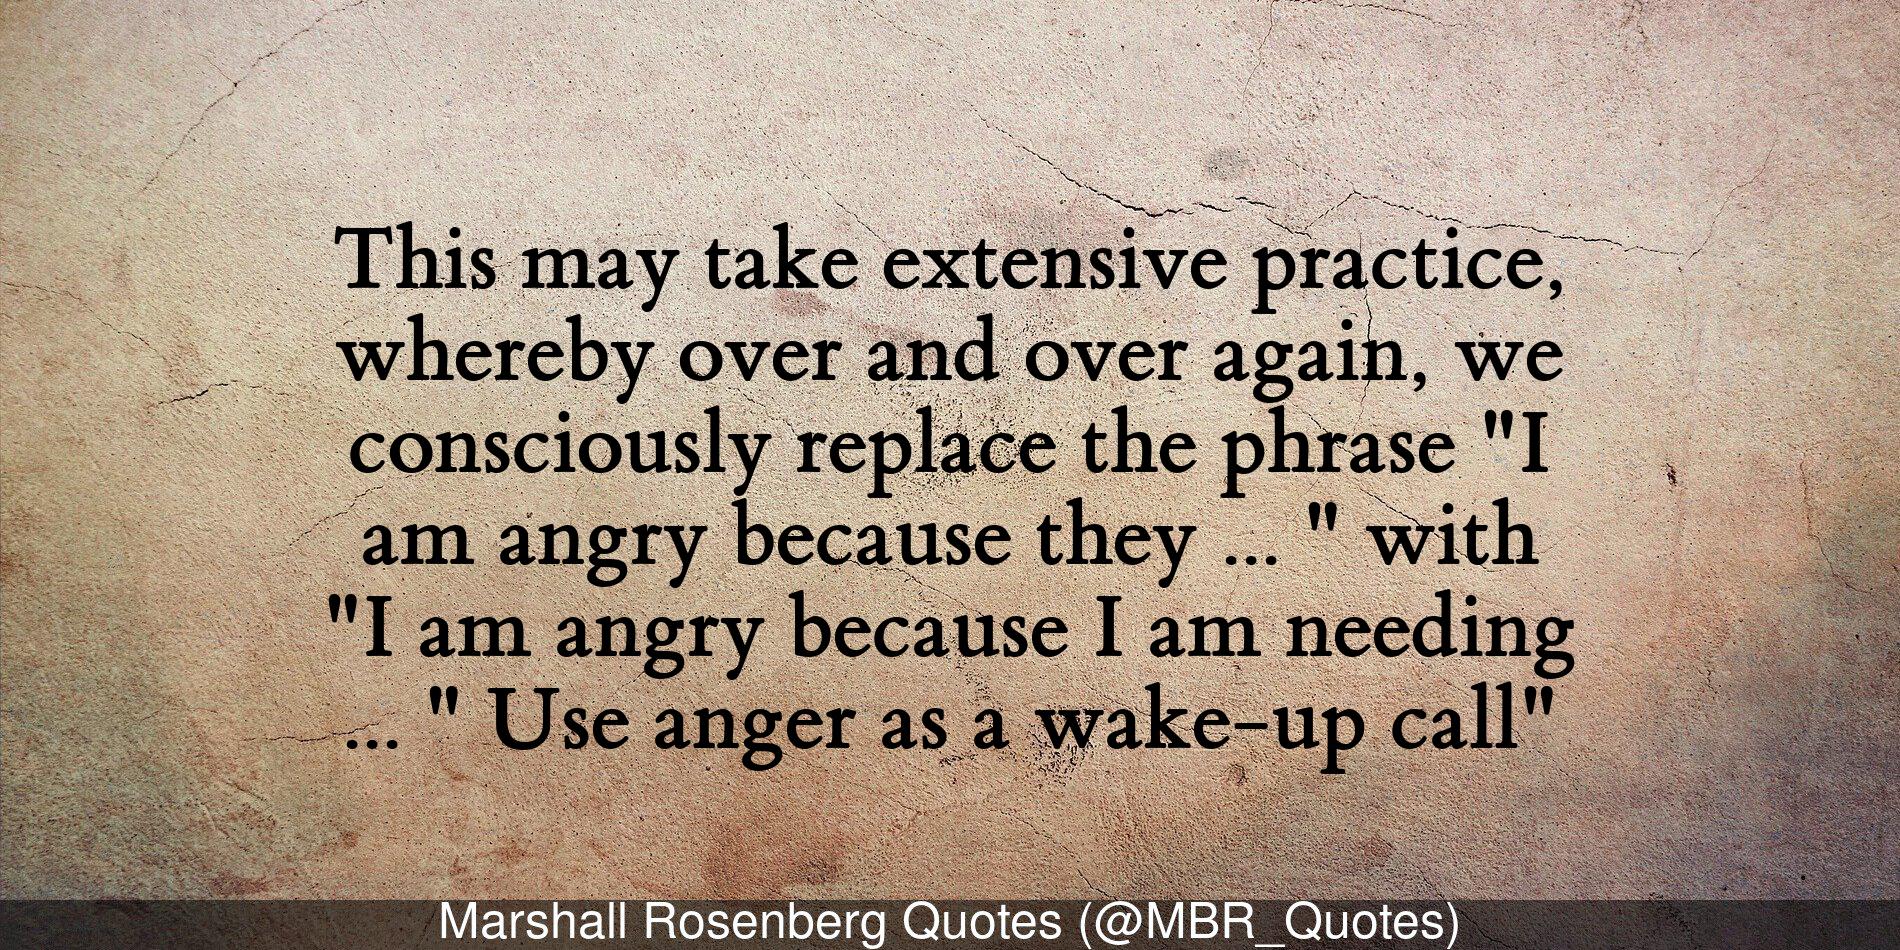 This may take extensive practice,
whereby over and over again, we
consciously replace the phrase "I
am angry because they ... " with
"I am angry because I am needing
... " Use anger as a wake-up call"
Marshall Rosenberg Quotes (@MBR_Quotes)